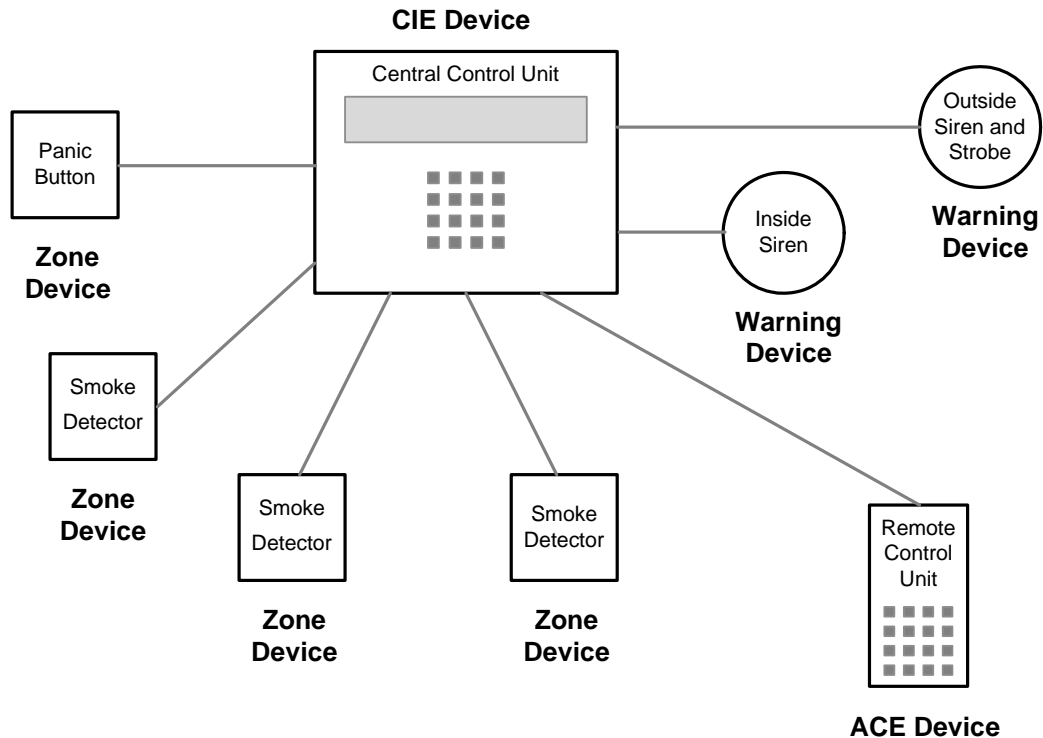 CIE Device
Central Control Unit
Panic
Button
Zone
Device
Outside
Siren and
Strobe
Warning
Device
Inside
Siren
Warning
Device
Smoke
Detector
Zone
Device
Smoke
Detector
Zone
Device
Smoke
Detector
Zone
Device
Remote
Control
Unit
ACE Device